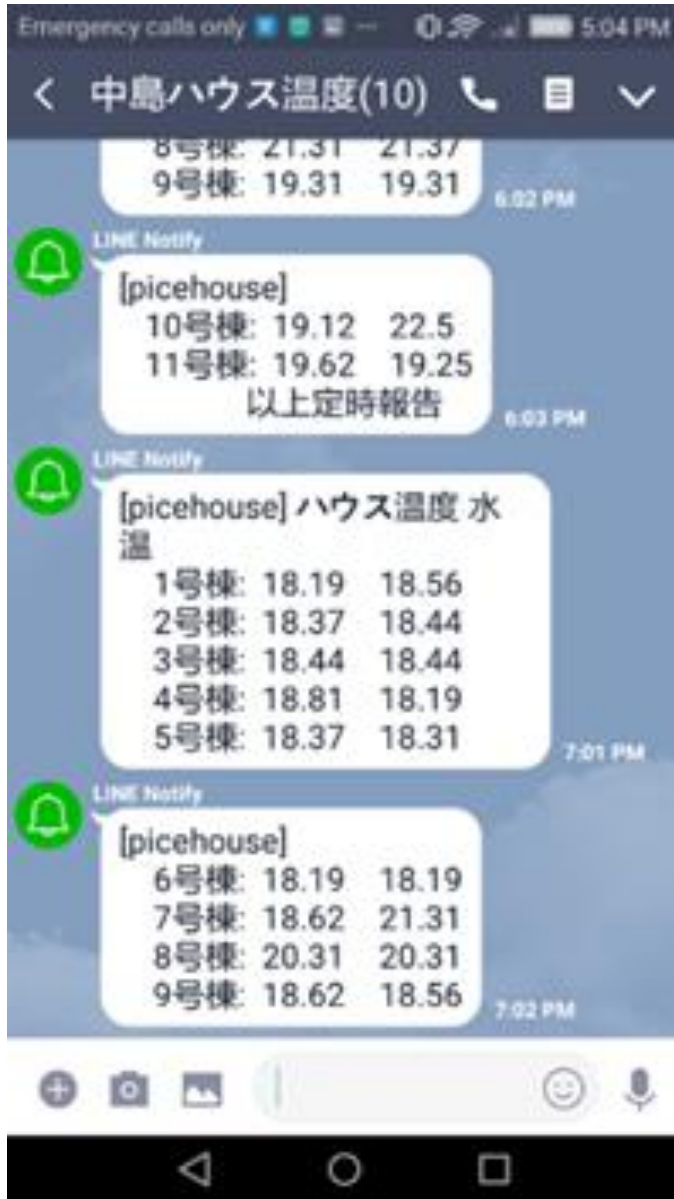 Emergency calls only
5:04 PM
中島ハウス温度(10)
8号棟: 21.31 21.37
9号棟: 19.31 19.31
6:02 PM
LINE Notify
[picehouse]
10号棟: 19.12 22.5
11号棟: 19.62 19.25
以上定時報告
6:03 PM
LINE Notify
[picehouse] ハウス温度 水
温
1号棟: 18.19 18.56
2号棟: 18.37 18.44
3号棟: 18.44 18.44
4号棟: 18.81 18.19
5号棟: 18.37 18.31
7:01 PM
LINE Notify
[picehouse]
6号棟: 18.19 18.19
7号棟: 18.62 21.31
8号棟: 20.31 20.31
9号棟: 18.62 18.56
7:02 PM